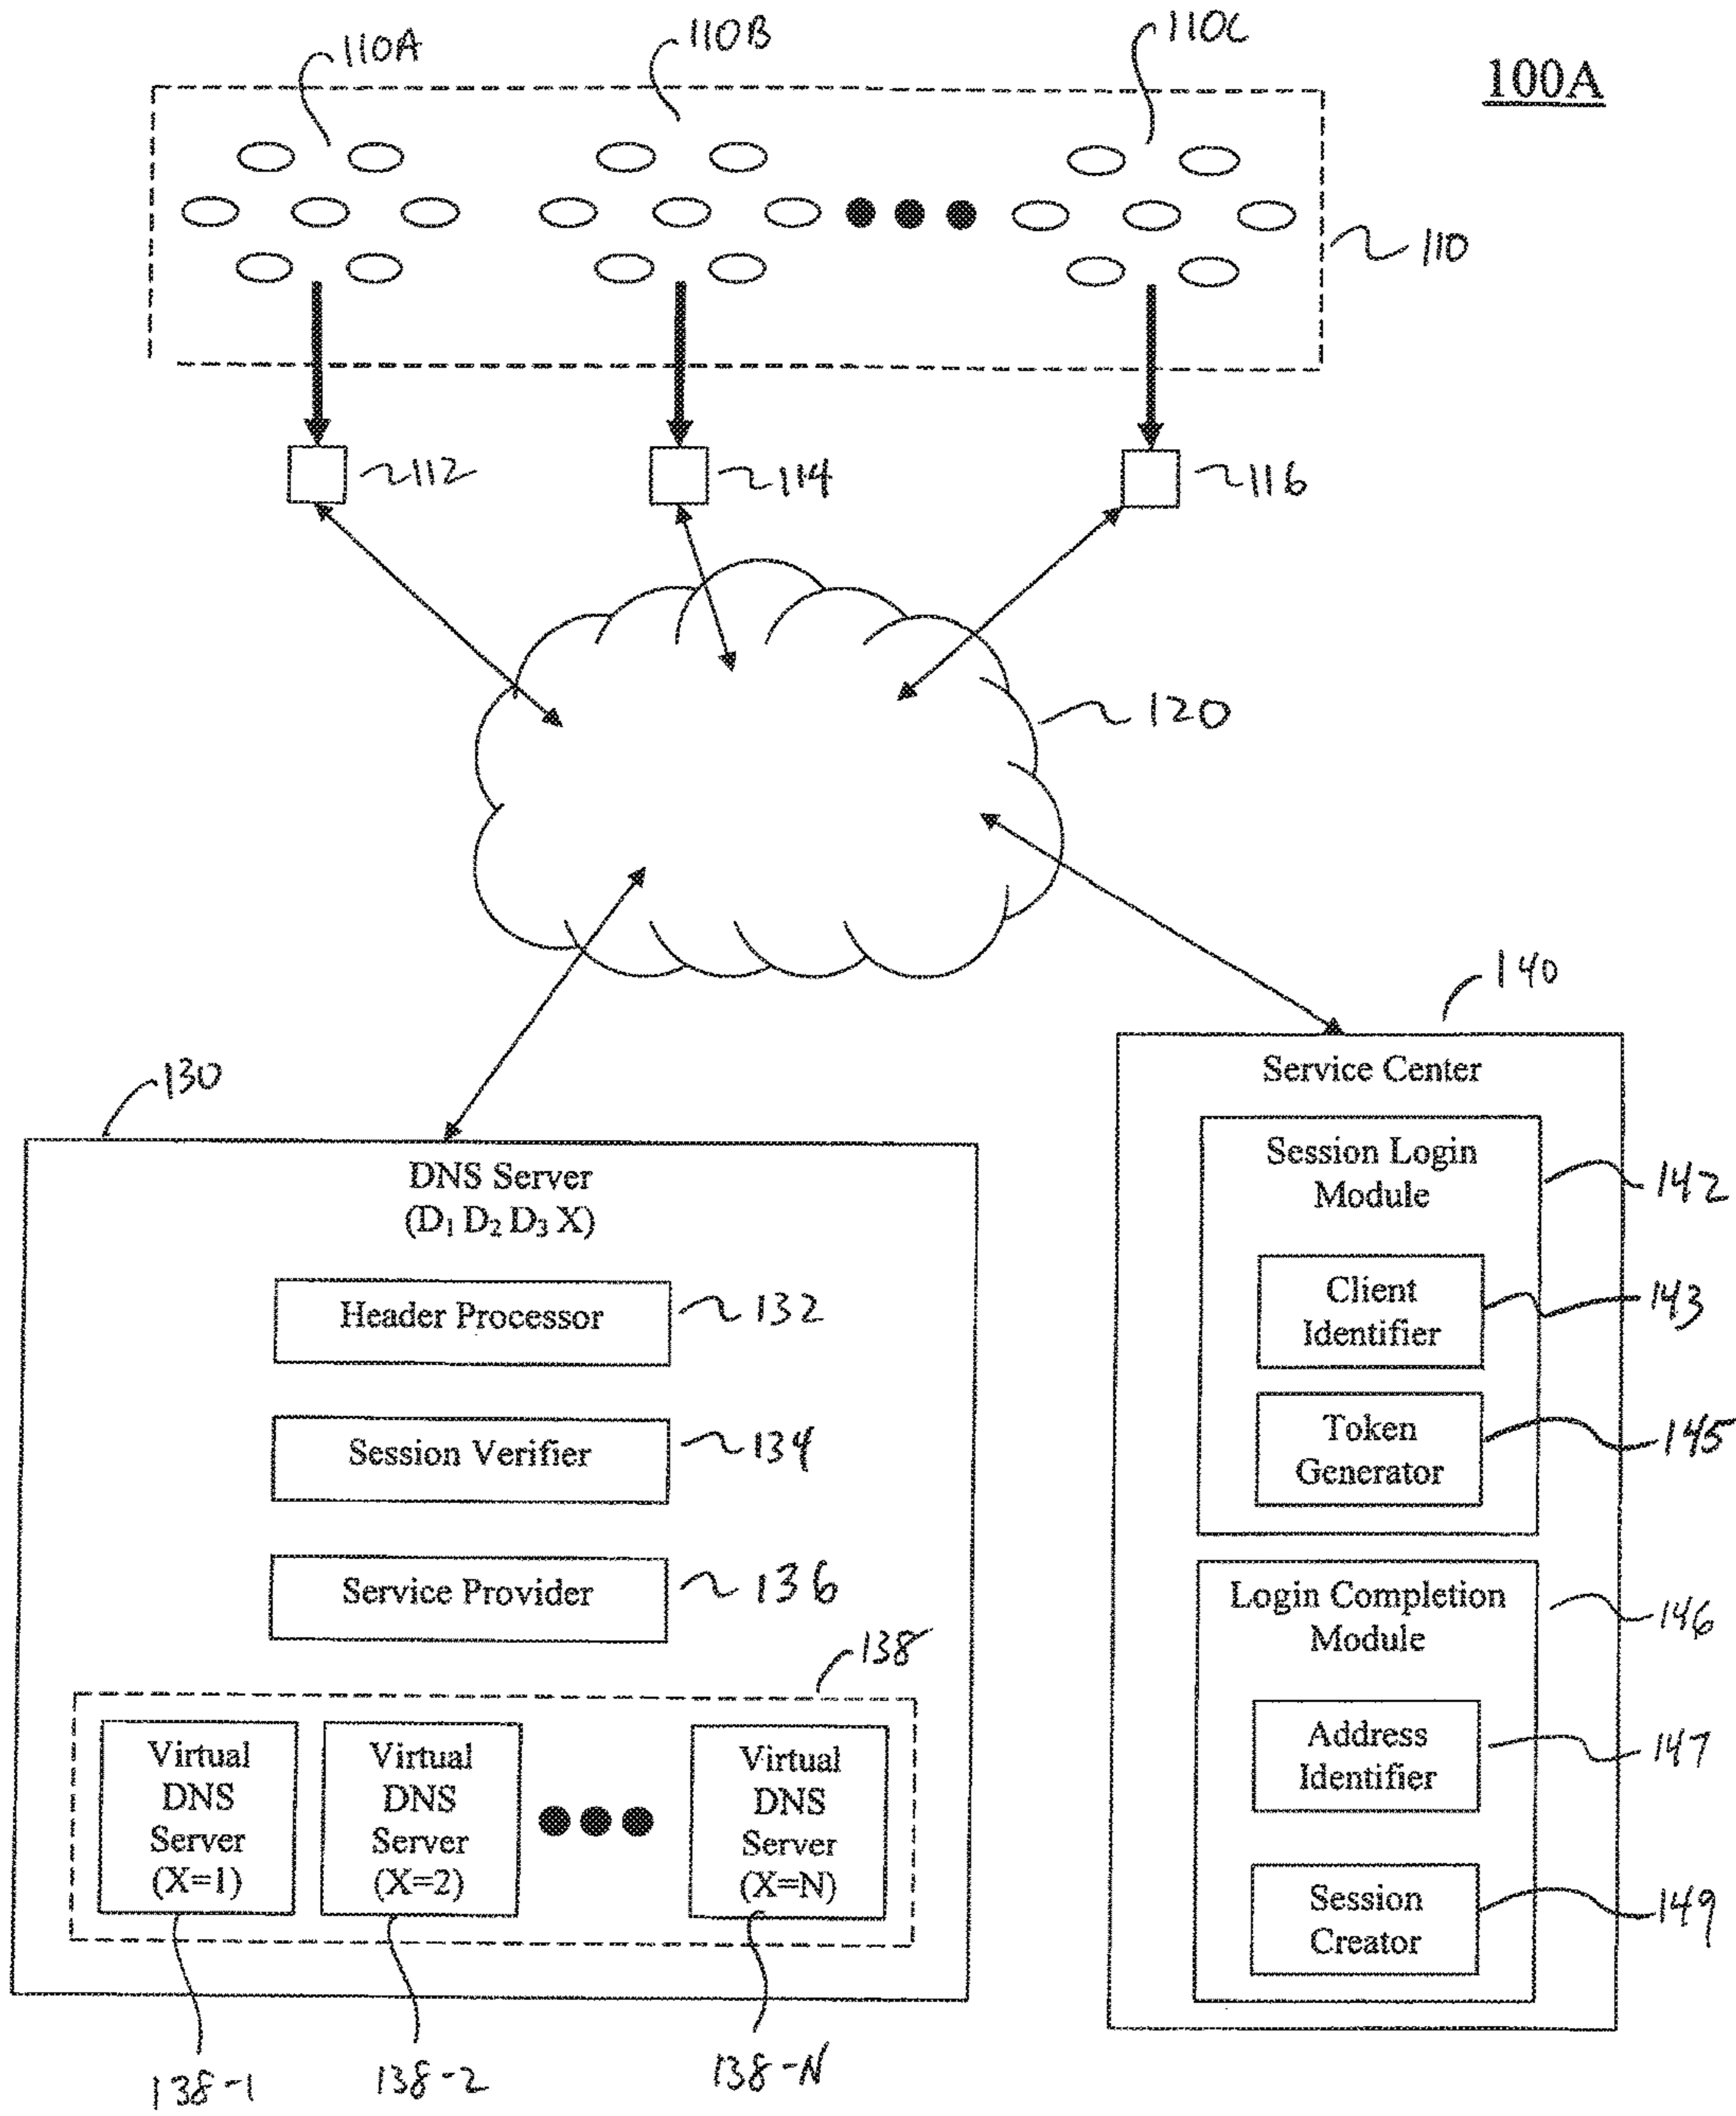 110A
110B
110C
100A
110
112
114
116
120
140
130
Service Center
Session Login
Module
142
DNS Server
(D₁ D₂ D₃ X)
Client
Identifier
143
Header Processor
132
Token
Generator
145
Session Verifier
134
Service Provider
136
Login Completion
Module
146
138
Address
Identifier
147
Virtual
DNS
Server
(X=1)
Virtual
DNS
Server
(X=2)
Virtual
DNS
Server
(X=N)
Session
Creator
149
138-1
138-2
138-N